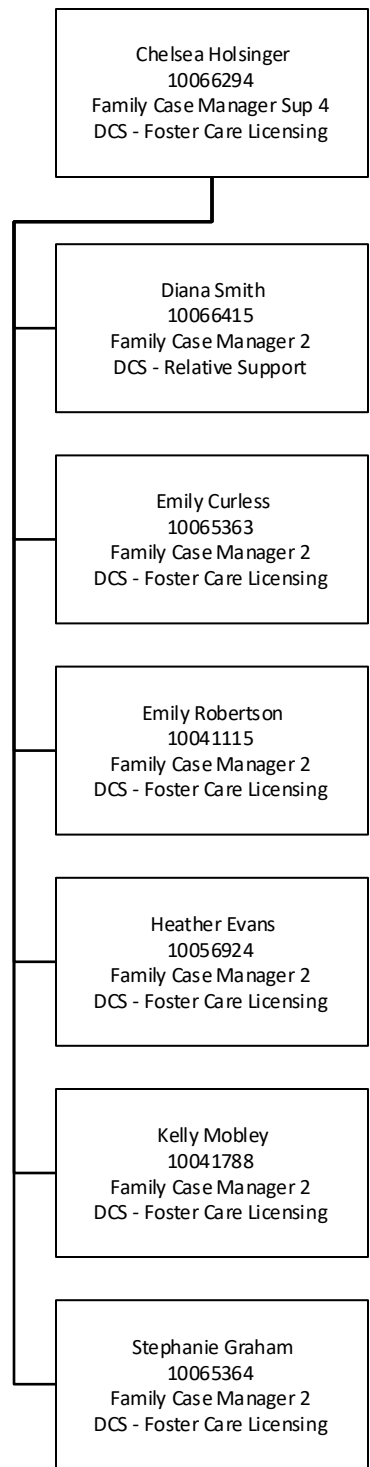 Chelsea Holsinger
10066294
Family Case Manager Sup 4
DCS - Foster Care Licensing
Diana Smith
10066415
Family Case Manager 2
DCS - Relative Support
Emily Curless
10065363
Family Case Manager 2
DCS - Foster Care Licensing
Emily Robertson
10041115
Family Case Manager 2
DCS - Foster Care Licensing
Heather Evans
10056924
Family Case Manager 2
DCS - Foster Care Licensing
Kelly Mobley
10041788
Family Case Manager 2
DCS - Foster Care Licensing
Stephanie Graham
10065364
Family Case Manager 2
DCS - Foster Care Licensing